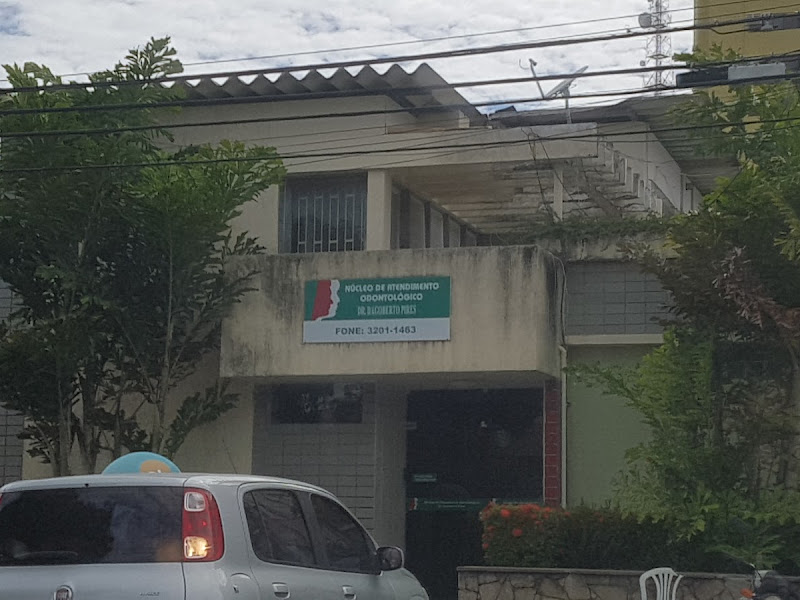 NÚCLEO DE ATENDIMENTO
ODONTOLÓGICO
DR. DAGOBERTO PIRES
FONE: 3201-1463